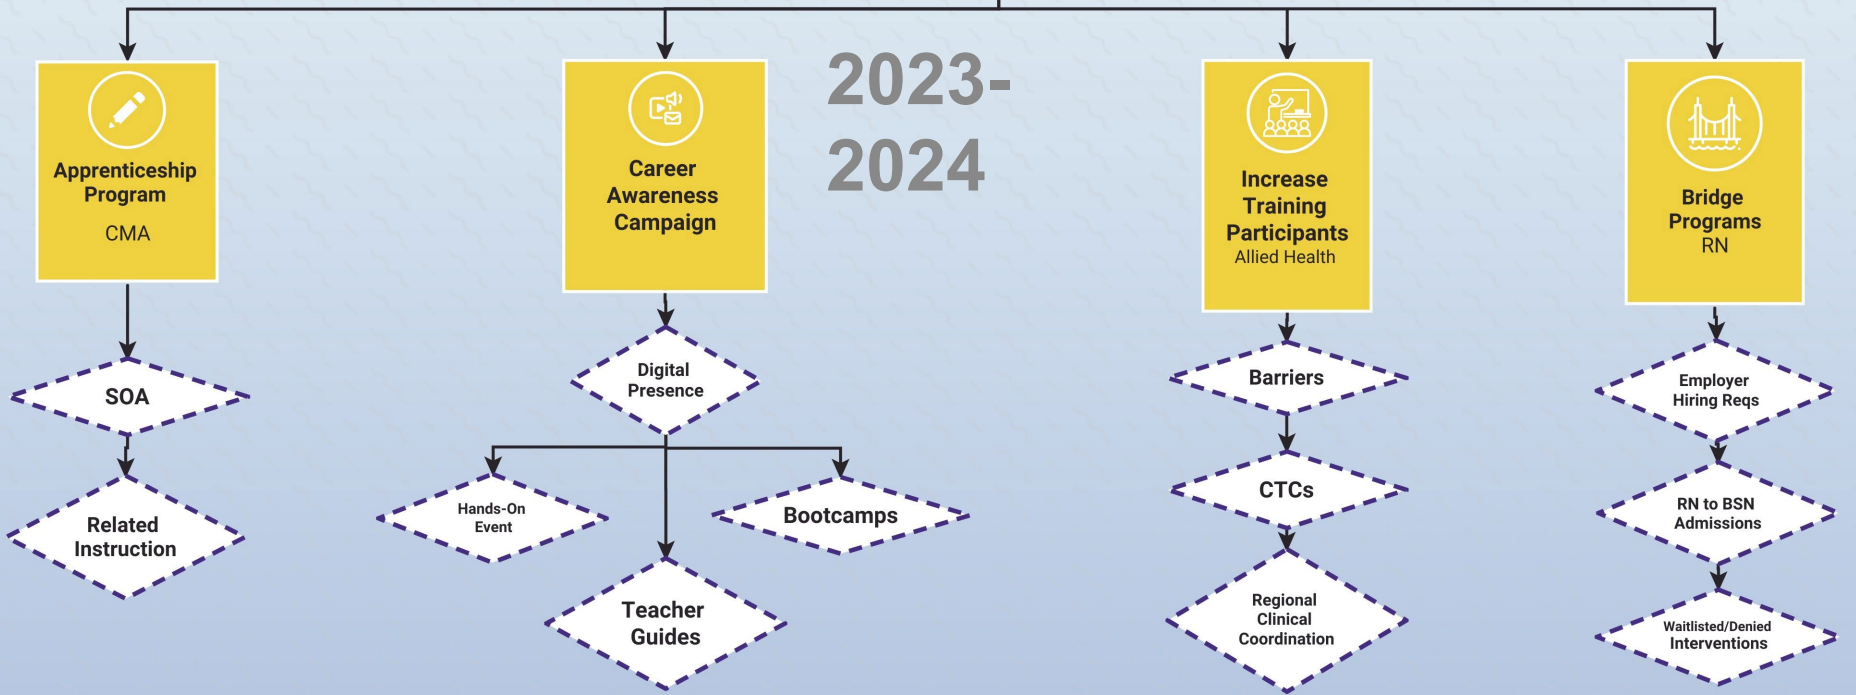 2023-
2024
Apprenticeship
Program
CMA
SOA
Related
Instruction
Career
Awareness
Campaign
Digital
Presence
Hands-On
Event
Teacher
Guides
Bootcamps
Increase
Training
Participants
Allied Health
Barriers
CTCs
Regional
Clinical
Coordination
Bridge
Programs
RN
Employer
Hiring Reqs
RN to BSN
Admissions
Waitlisted/Denied
Interventions